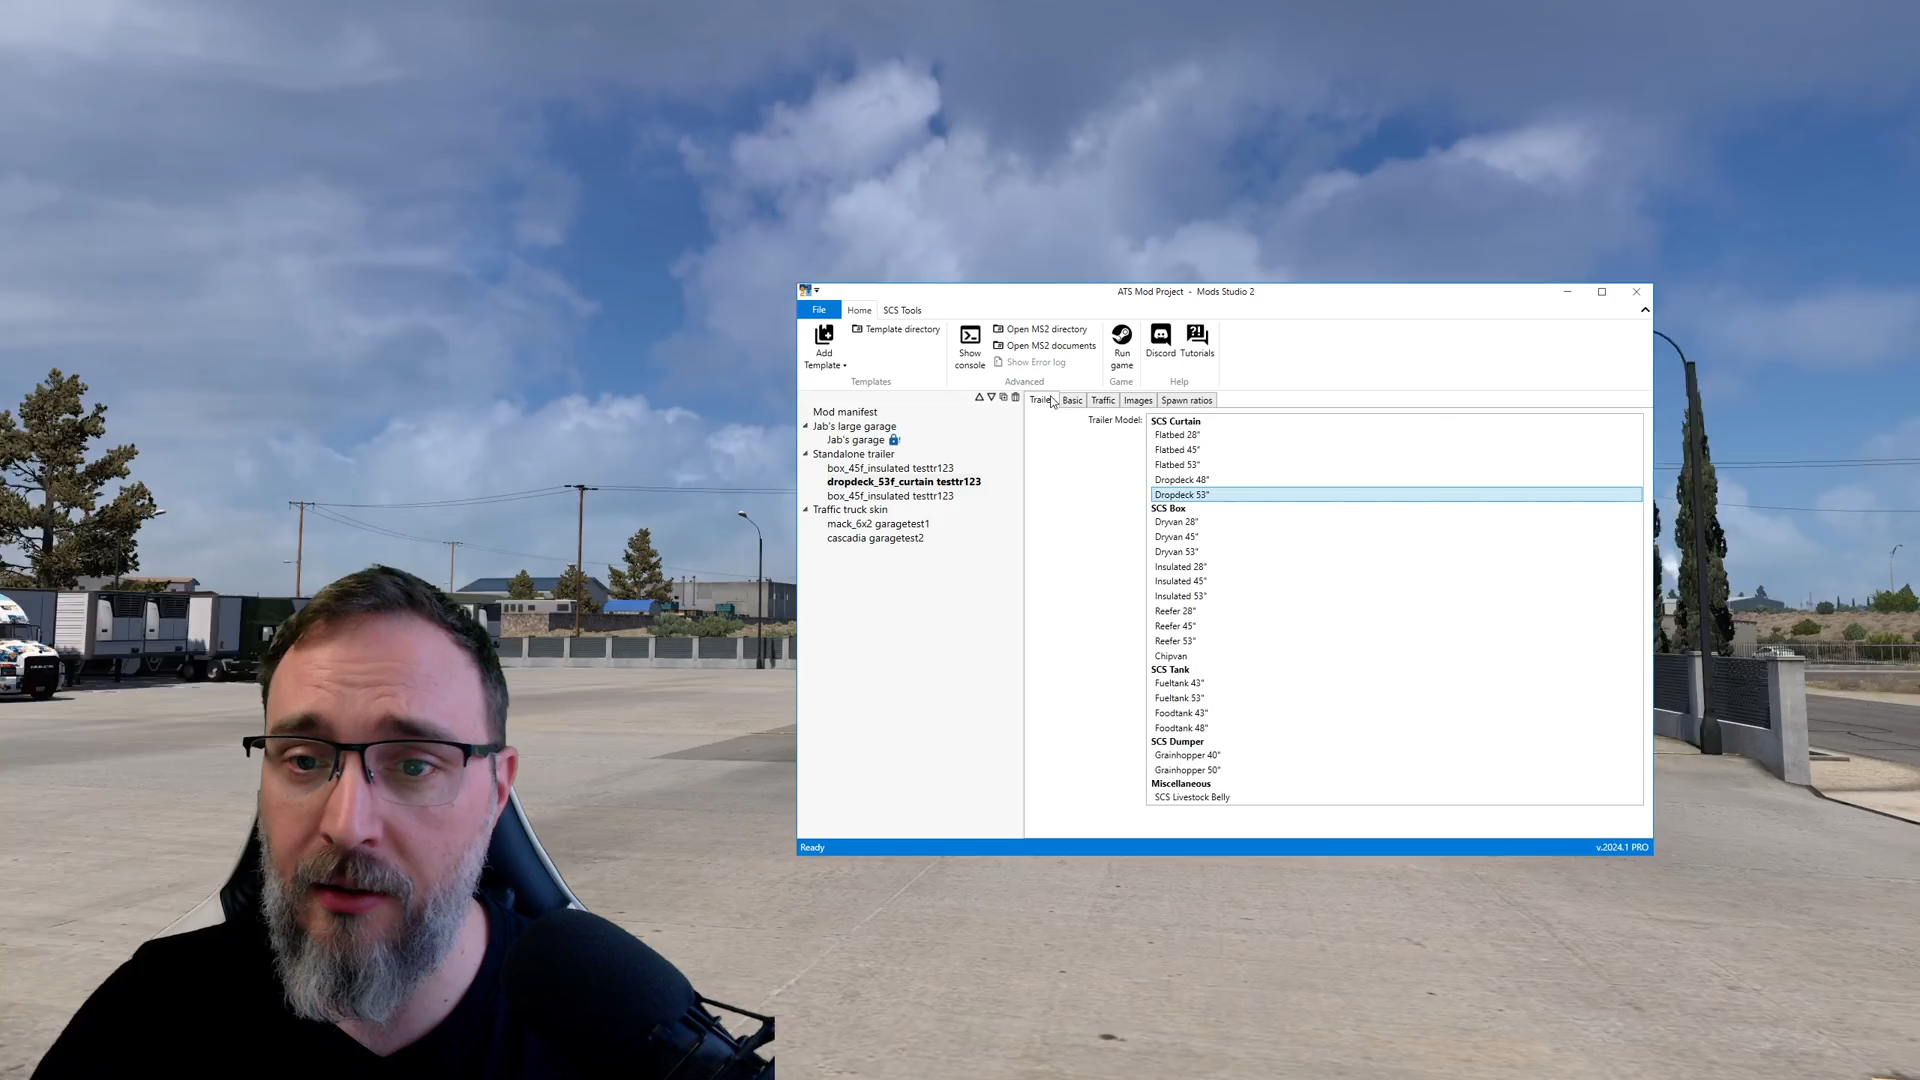 ATS Mod Project - Mods Studio 2
File Home SCS Tools
Add Template
Template directory
Templates
Show console
Open MS2 directory
Open MS2 documents
Show Error log
Advanced
Run game
Game
Discord
Tutorials
Help
Mod manifest
Jab's large garage
Jab's garage
Standalone trailer
box_45f_insulated testtr123
dropdeck_53f_curtain testtr123
box_45f_insulated testtr123
Traffic truck skin
mack_6x2 garagetest1
cascadia garagetest2
Basic Traffic Images Spawn ratios
Trailer Model:
SCS Curtain
Flatbed 28"
Flatbed 45"
Flatbed 53"
Dropdeck 48"
Dropdeck 53"
SCS Box
Dryvan 28"
Dryvan 45"
Dryvan 53"
Insulated 28"
Insulated 45"
Insulated 53"
Reefer 28"
Reefer 45"
Reefer 53"
Chipvan
SCS Tank
Fueltank 43"
Fueltank 53"
Foodtank 43"
Foodtank 48"
SCS Dumper
Grainhopper 40"
Grainhopper 50"
Miscellaneous
SCS Livestock Belly
Ready
v.2024.1 PRO